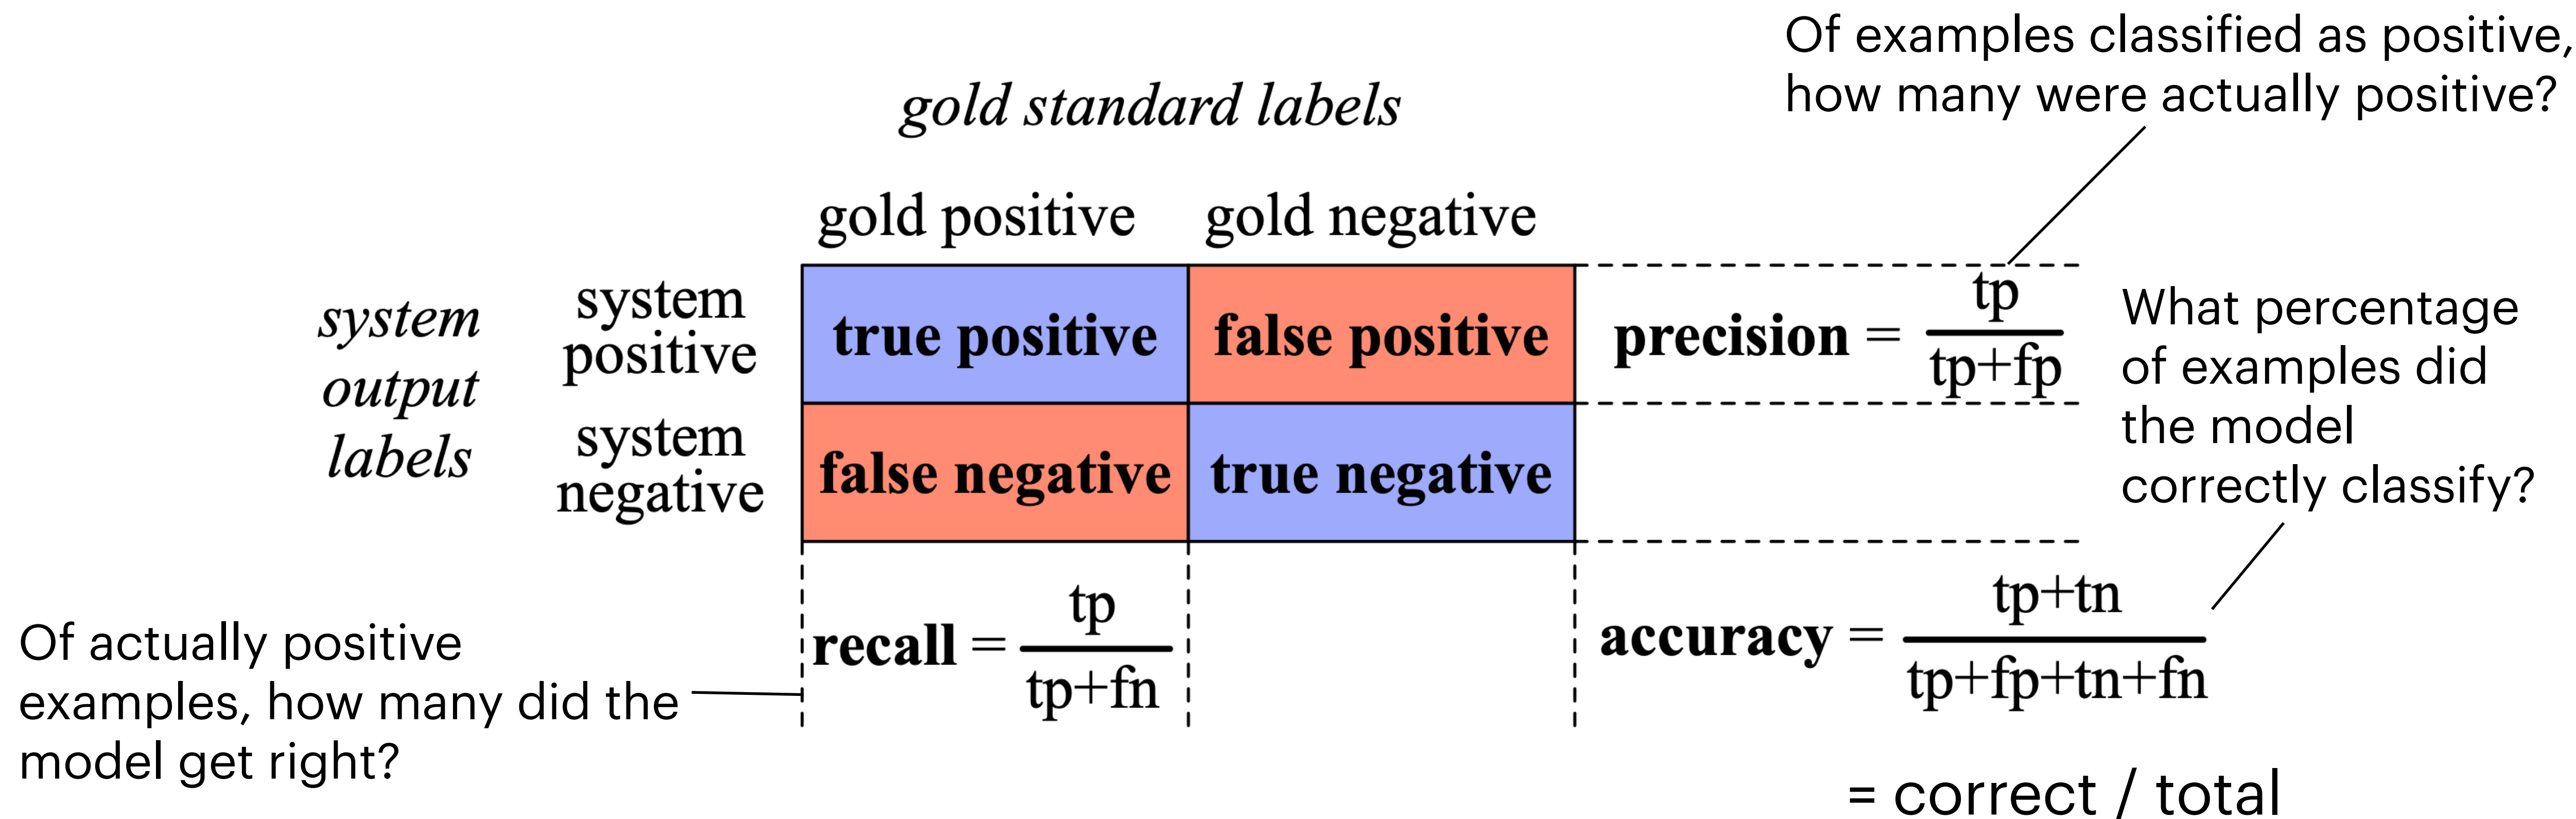 Of examples classified as positive,
how many were actually positive?
gold standard labels
gold positive gold negative
system
output
labels
system
positive
true positive false positive
precision = tp
tp+fp
system
negative
false negative true negative
What percentage
of examples did
the model
correctly classify?
Of actually positive
examples, how many did the
model get right?
recall = tp
tp+fn
accuracy = tp+tn
tp+fp+tn+fn
= correct / total